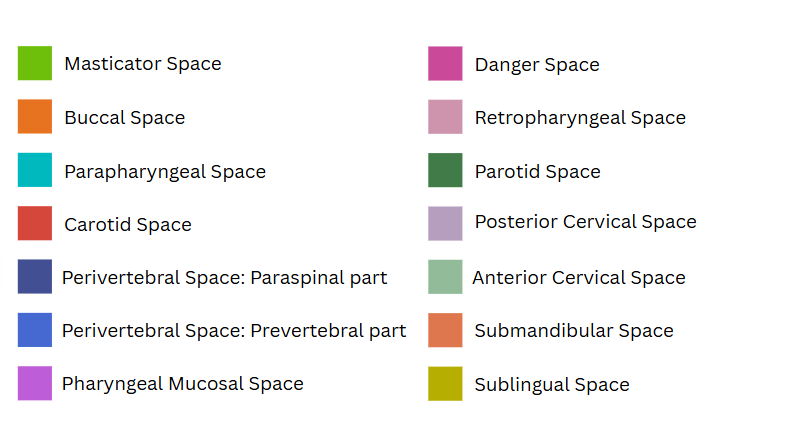 Masticator Space
Buccal Space
Parapharyngeal Space
Carotid Space
Perivertebral Space: Paraspinal part
Perivertebral Space: Prevertebral part
Pharyngeal Mucosal Space
Danger Space
Retropharyngeal Space
Parotid Space
Posterior Cervical Space
Anterior Cervical Space
Submandibular Space
Sublingual Space